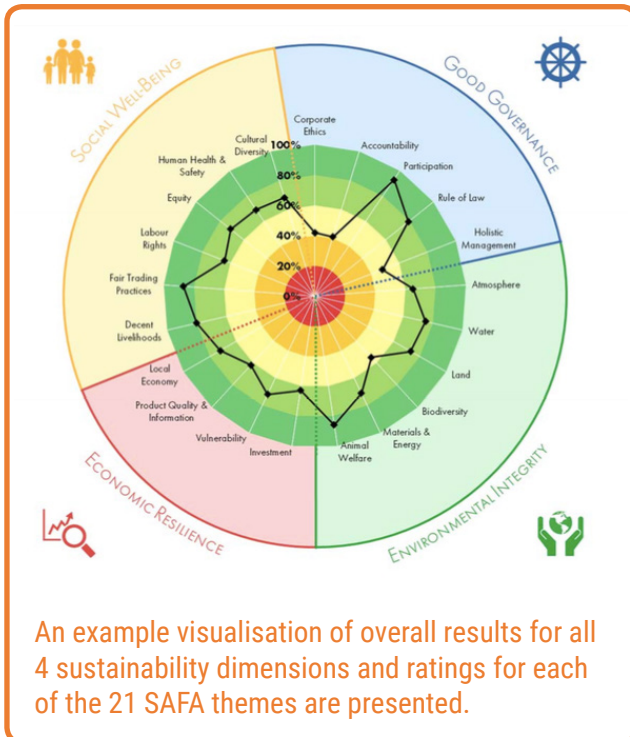 SOCIAL WELL-BEING
GOOD GOVERNANCE
Corporate
Ethics
Accountability
Participation
Rule of Law
Holistic
Management
Atmosphere
Water
Land
Biodiversity
Materials &
Energy
Animal
Welfare
Investment
Vulnerability
Product Quality &
Information
Local
Economy
Decent
Livelihoods
Fair Trading
Practices
Labour
Rights
Equity
Human Health &
Safety
Cultural
Diversity
100%
80%
60%
40%
20%
0%
ECONOMIC RESILIENCE
ENVIRONMENTAL INTEGRITY
An example visualisation of overall results for all
4 sustainability dimensions and ratings for each
of the 21 SAFA themes are presented.